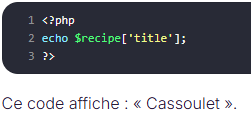 1 <?php
2 echo $recipe['title'];
3 ?>
Ce code affiche : « Cassoulet ».